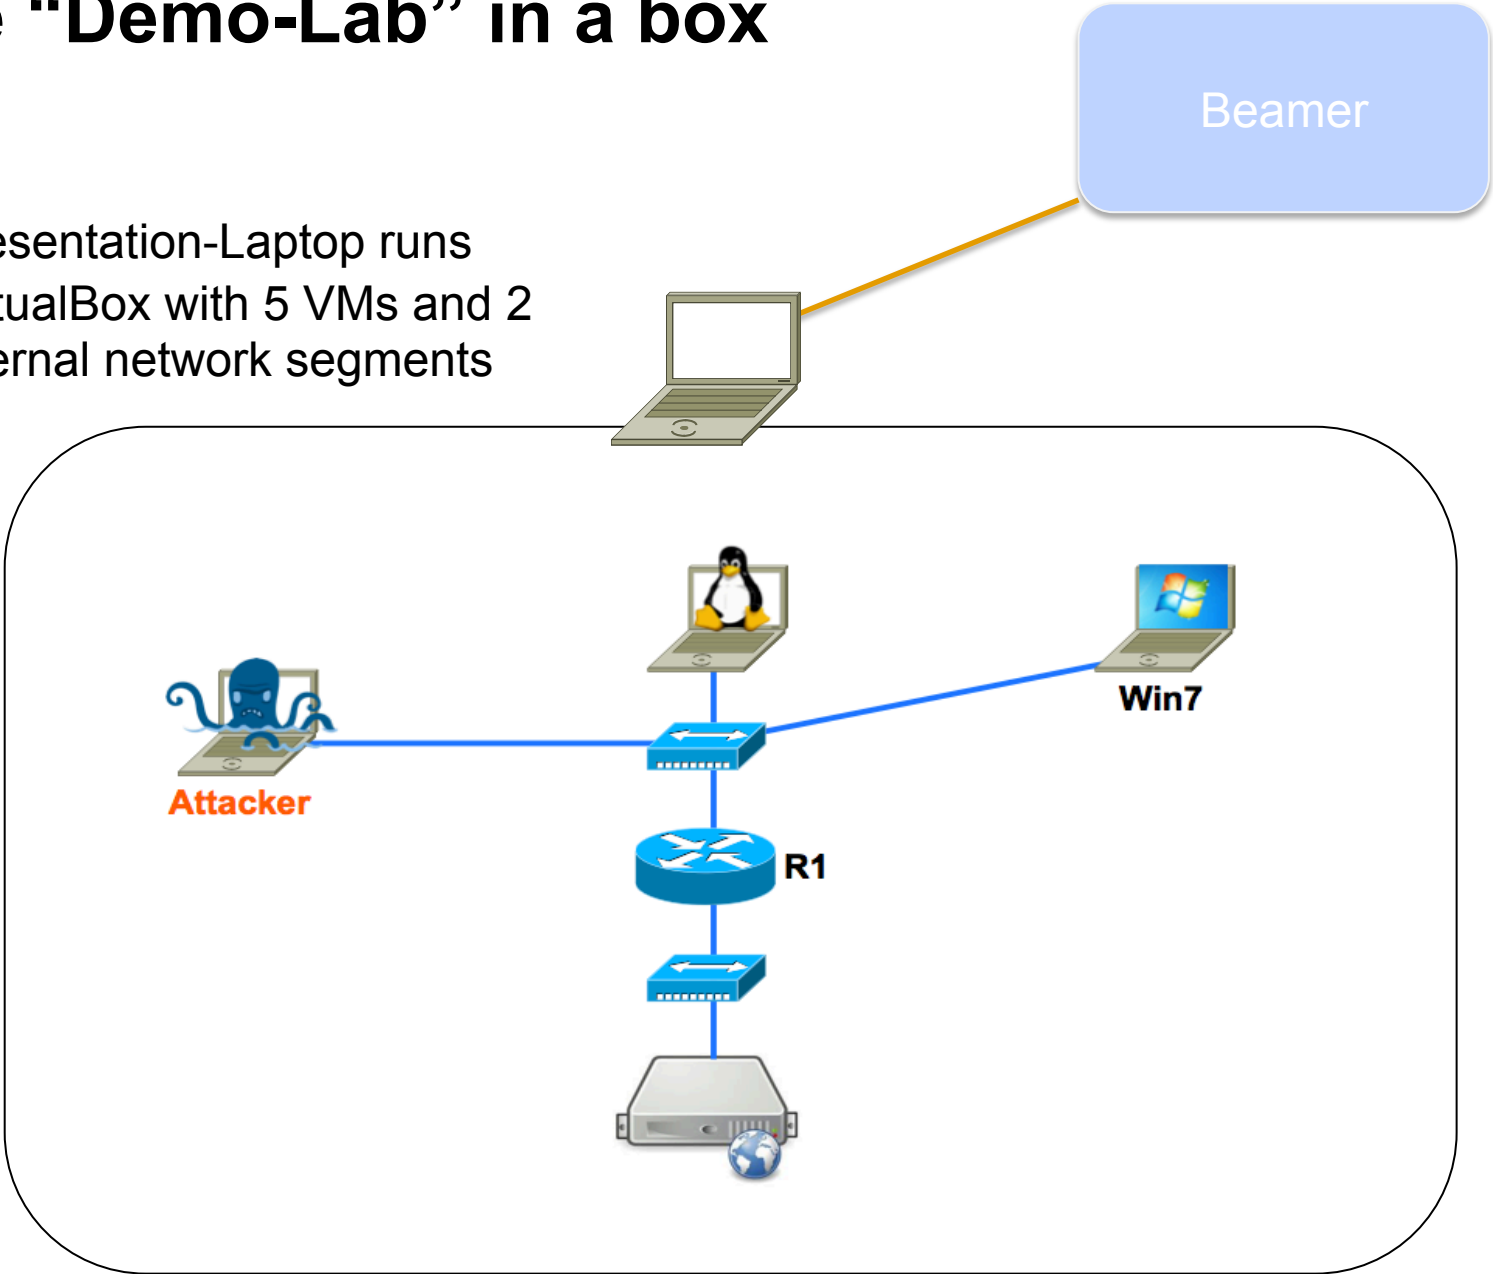 e “Demo-Lab” in a box
Beamer
esentation-Laptop runs
tualBox with 5 VMs and 2
ernal network segments
Win7
Attacker
R1